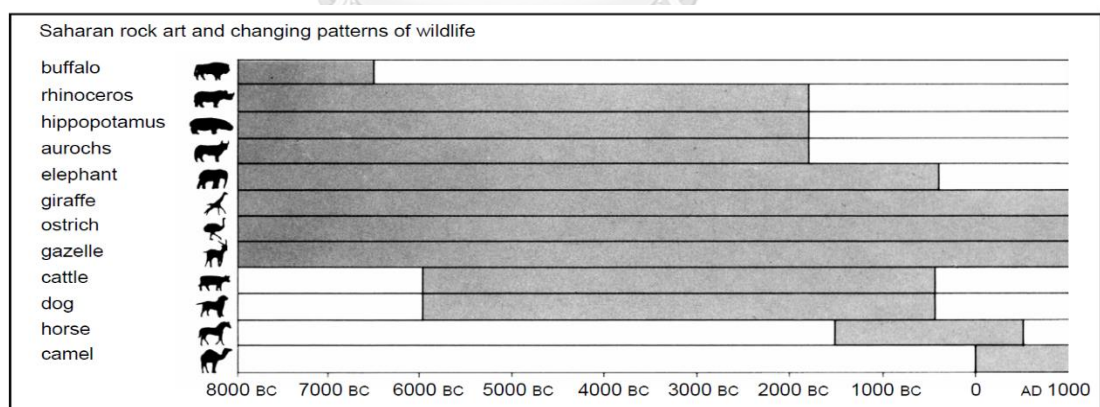 Saharan rock art and changing patterns of wildlife
buffalo
rhinoceros
hippopotamus
aurochs
elephant
giraffe
ostrich
gazelle
cattle
dog
horse
camel
8000 BC 7000 BC 6000 BC 5000 BC 4000 BC 3000 BC 2000 BC 1000 BC 0 AD 1000